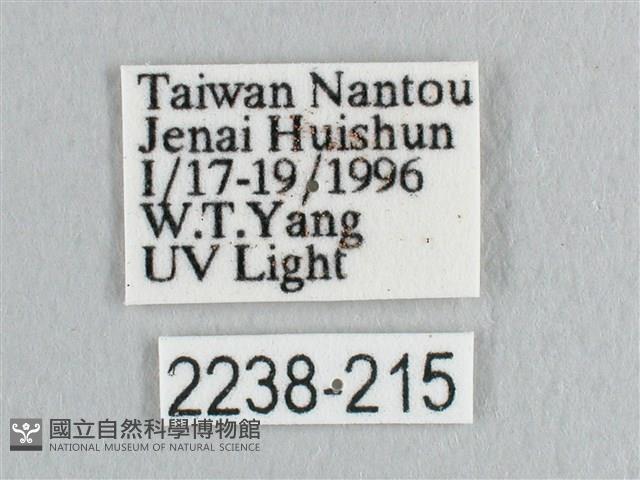 Taiwan Nantou
Jenai Huishun
I/17-19/1996
W.T.Yang
UV Light
2238-215
國立自然科學博物館
NATIONAL MUSEUM OF NATURAL SCIENCE